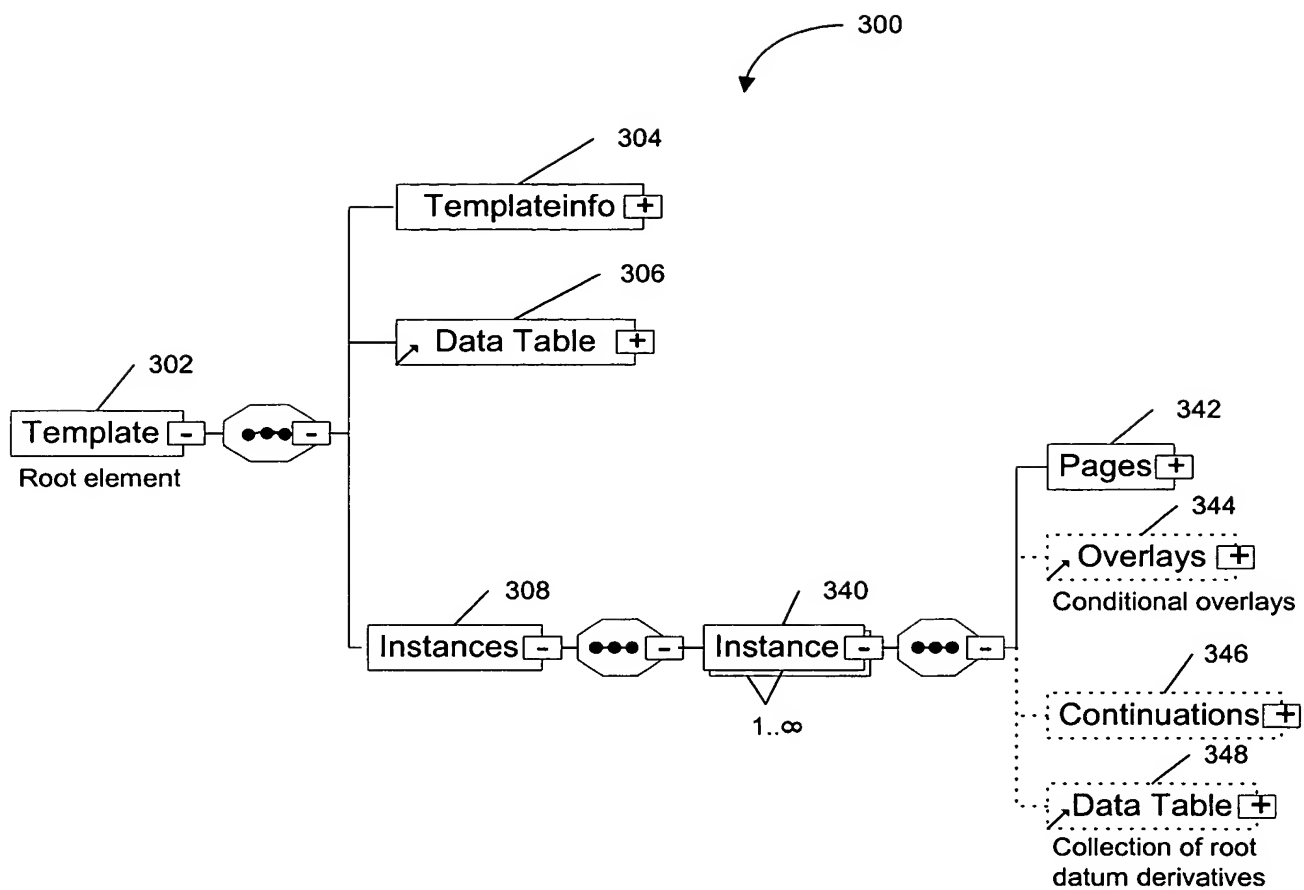 300
304
Templateinfo +
306
Data Table +
302
Template -
-
Root element
342
Pages +
344
Overlays +
Conditional overlays
308
Instances -
-
340
Instance -
-
1..∞
346
Continuations +
348
Data Table +
Collection of root
datum derivatives